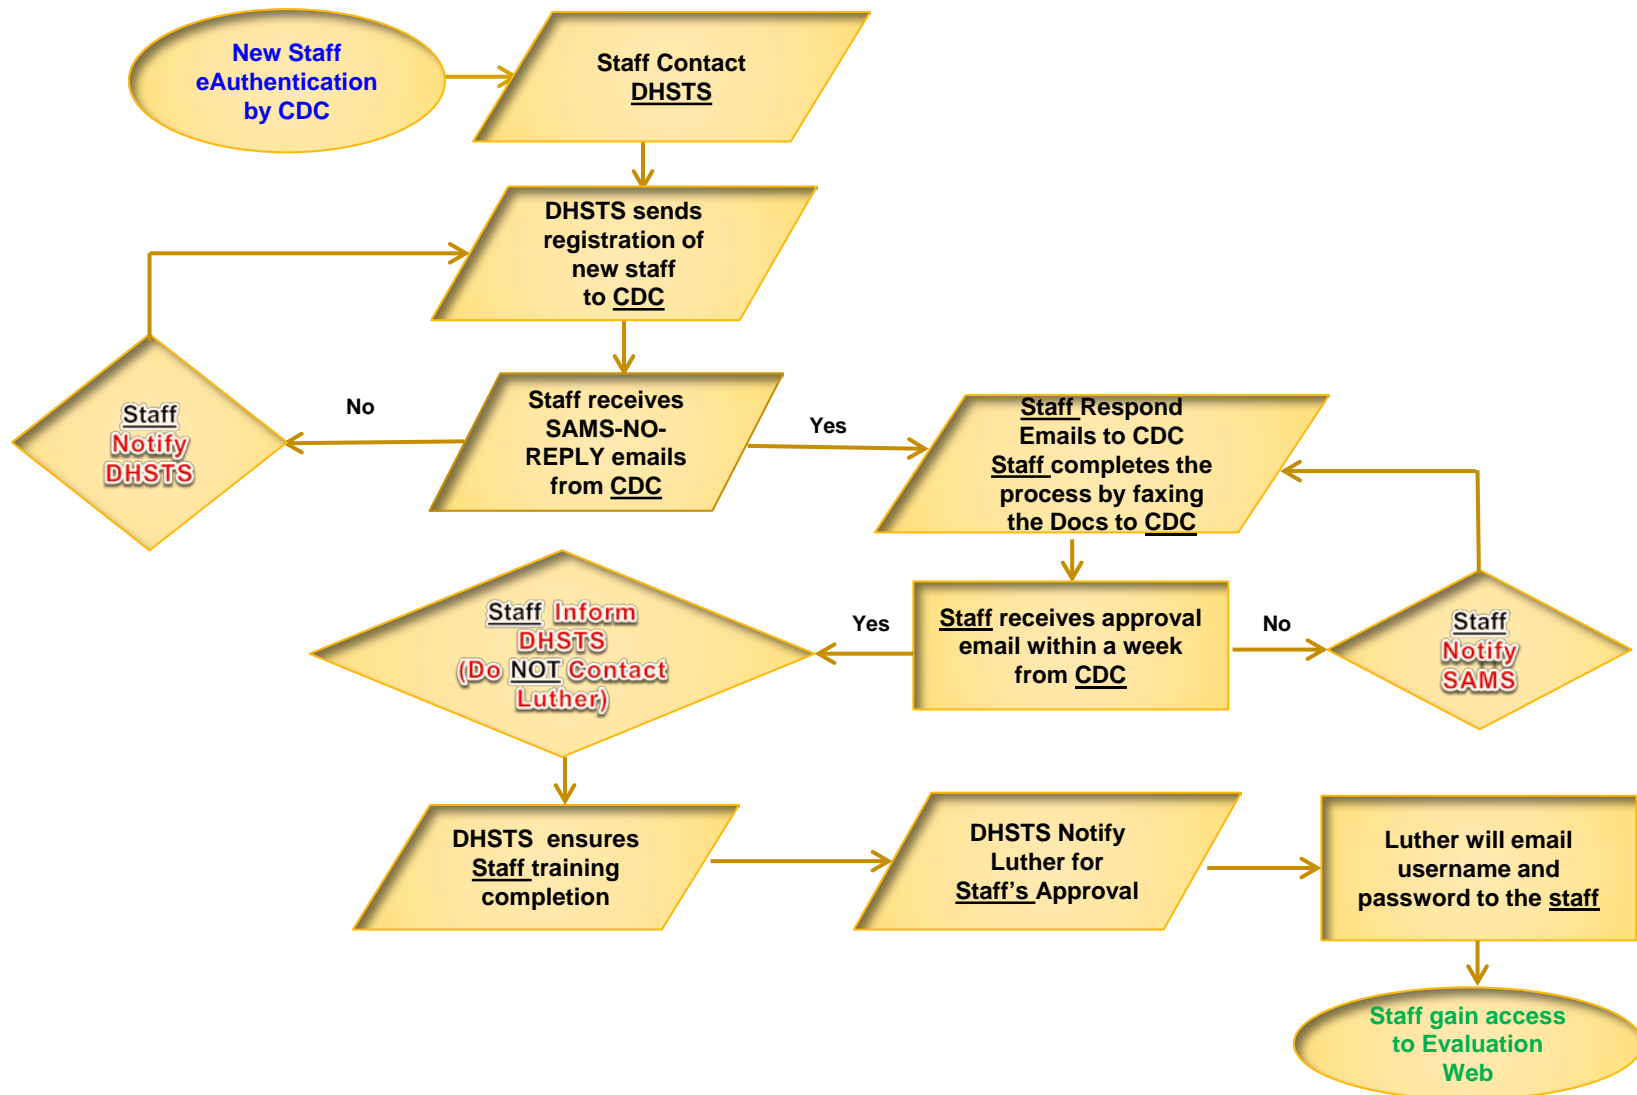 New Staff
eAuthentication
by CDC
Staff Contact
DHSTS
DHSTS sends
registration of
new staff
to CDC
Staff
Notify
DHSTS
No
Staff receives
SAMS-NO-
REPLY emails
from CDC
Yes
Staff Respond
Emails to CDC
Staff completes the
process by faxing
the Docs to CDC
Staff Inform
DHSTS
(Do NOT Contact
Luther)
Yes
Staff receives approval
email within a week
from CDC
No
Staff
Notify
SAMS
DHSTS ensures
Staff training
completion
DHSTS Notify
Luther for
Staff's Approval
Luther will email
username and
password to the staff
Staff gain access
to Evaluation
Web